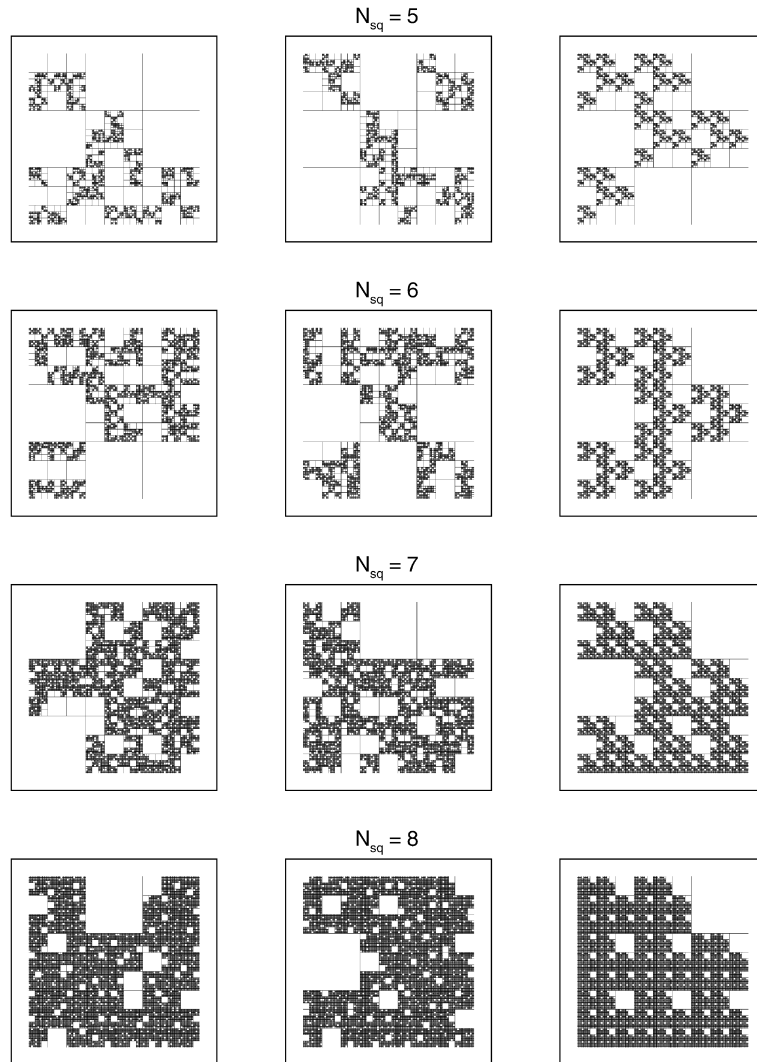 N_sq = 5
N_sq = 6
N_sq = 7
N_sq = 8